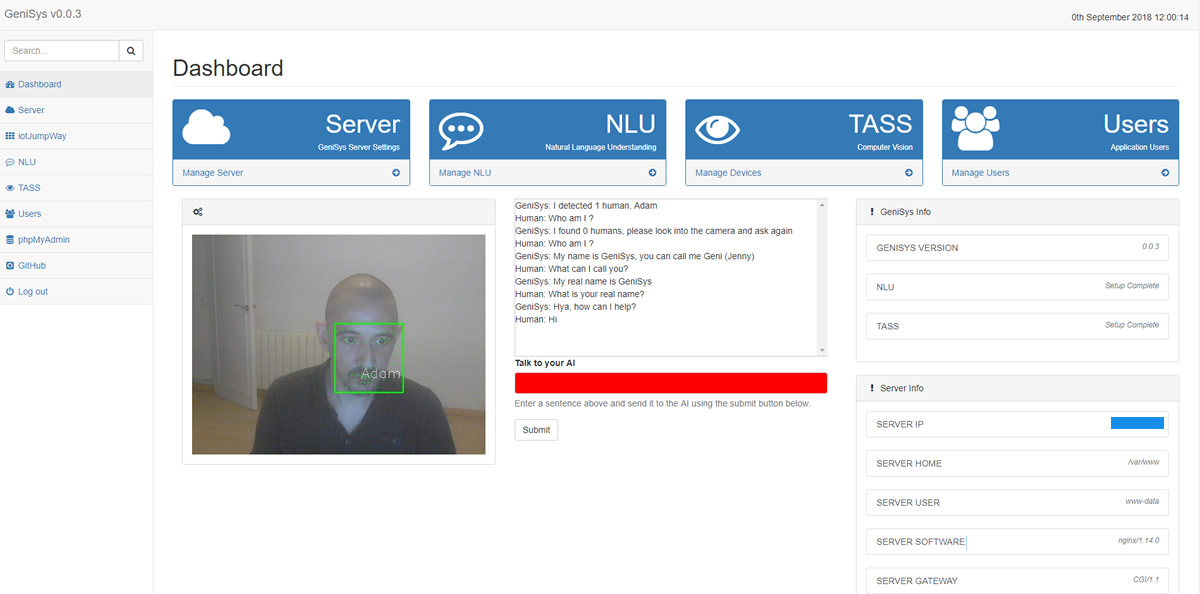 GeniSys v0.0.3
0th September 2018 12:00:14
Search...
Dashboard
Server
iotJumpWay
NLU
TASS
Users
phpMyAdmin
GitHub
Log out
Dashboard
Server
GeniSys Server Settings
Manage Server
NLU
Natural Language Understanding
Manage NLU
TASS
Computer Vision
Manage Devices
Users
Application Users
Manage Users
Adam
GeniSys: I detected 1 human, Adam
Human: Who am I ?
GeniSys: I found 0 humans, please look into the camera and ask again
Human: Who am I ?
GeniSys: My name is GeniSys, you can call me Geni (Jenny)
Human: What can I call you?
GeniSys: My real name is GeniSys
Human: What is your real name?
GeniSys: Hya, how can I help?
Human: Hi
Talk to your AI
Enter a sentence above and send it to the AI using the submit button below.
Submit
GeniSys Info
GENISYS VERSION 0.0.3
NLU Setup Complete
TASS Setup Complete
Server Info
SERVER IP
SERVER HOME /var/www
SERVER USER www-data
SERVER SOFTWARE nginx/1.14.0
SERVER GATEWAY CGI/1.1